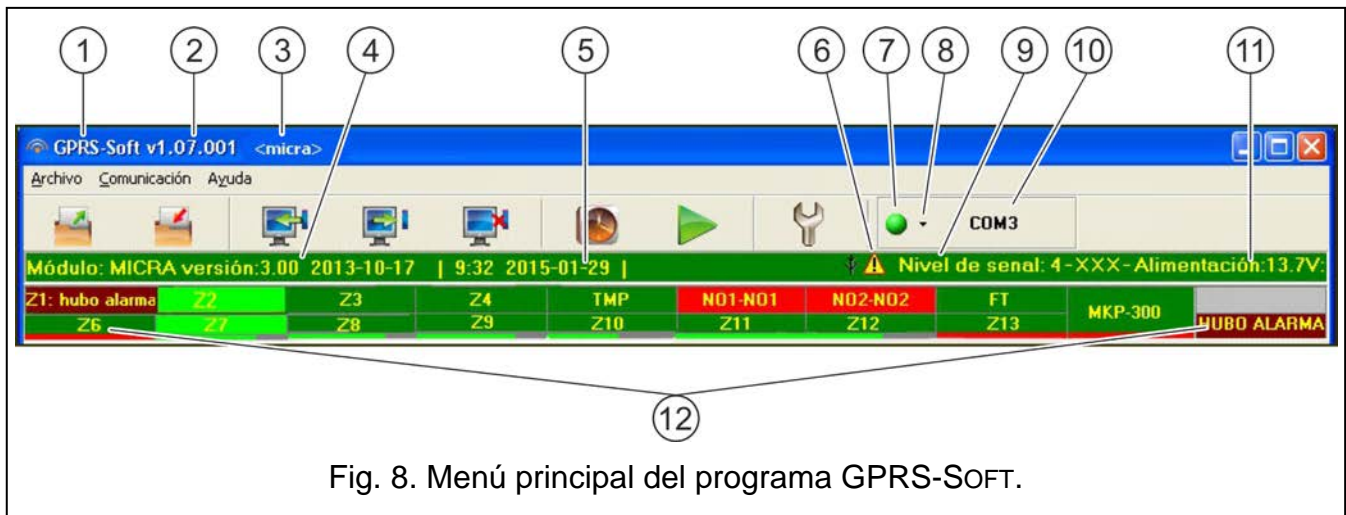 1 2 3 4 5 6 7 8 9 10 11
GPRS-Soft v1.07.001 <micra>
Archivo Comunicación Ayuda
COM3
Módulo: MICRA versión:3.00 2013-10-17 | 9:32 2015-01-29 | Nivel de senal: 4-XXX-Alimentación:13.7V:
Z1: hubo alarma Z2 Z3 Z4 TMP NO1-NO1 NO2-NO2 FT MKP-300
Z6 Z7 Z8 Z9 Z10 Z11 Z12 Z13 HUBO ALARMA
12
Fig. 8. Menú principal del programa GPRS-SOFT.